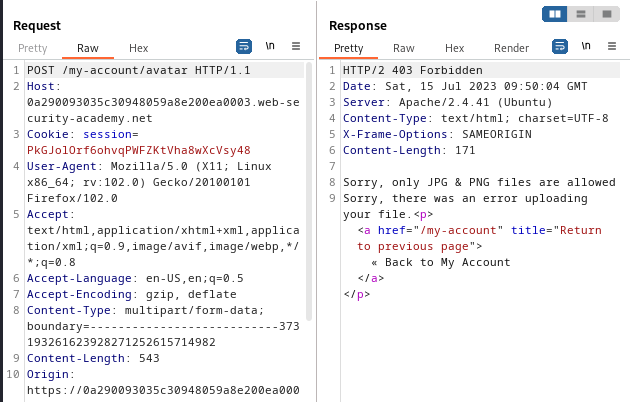 Request
Pretty Raw Hex \n
1 POST /my-account/avatar HTTP/1.1
2 Host:
0a290093035c30948059a8e200ea0003.web-se
curity-academy.net
3 Cookie: session=
PkGJolOrf6ohvqPWFZKtVha8wXcVsy48
4 User-Agent: Mozilla/5.0 (X11; Linux
x86_64; rv:102.0) Gecko/20100101
Firefox/102.0
5 Accept:
text/html,application/xhtml+xml,applica
tion/xml;q=0.9,image/avif,image/webp,*/
*;q=0.8
6 Accept-Language: en-US,en;q=0.5
7 Accept-Encoding: gzip, deflate
8 Content-Type: multipart/form-data;
boundary=---------------------------373
193261623928271252615714982
9 Content-Length: 543
10 Origin:
https://0a290093035c30948059a8e200ea000
Response
Pretty Raw Hex Render \n
1 HTTP/2 403 Forbidden
2 Date: Sat, 15 Jul 2023 09:50:04 GMT
3 Server: Apache/2.4.41 (Ubuntu)
4 Content-Type: text/html; charset=UTF-8
5 X-Frame-Options: SAMEORIGIN
6 Content-Length: 171
7
8 Sorry, only JPG & PNG files are allowed
9 Sorry, there was an error uploading
your file.<p>
<a href="/my-account" title="Return
to previous page">
« Back to My Account
</a>
</p>